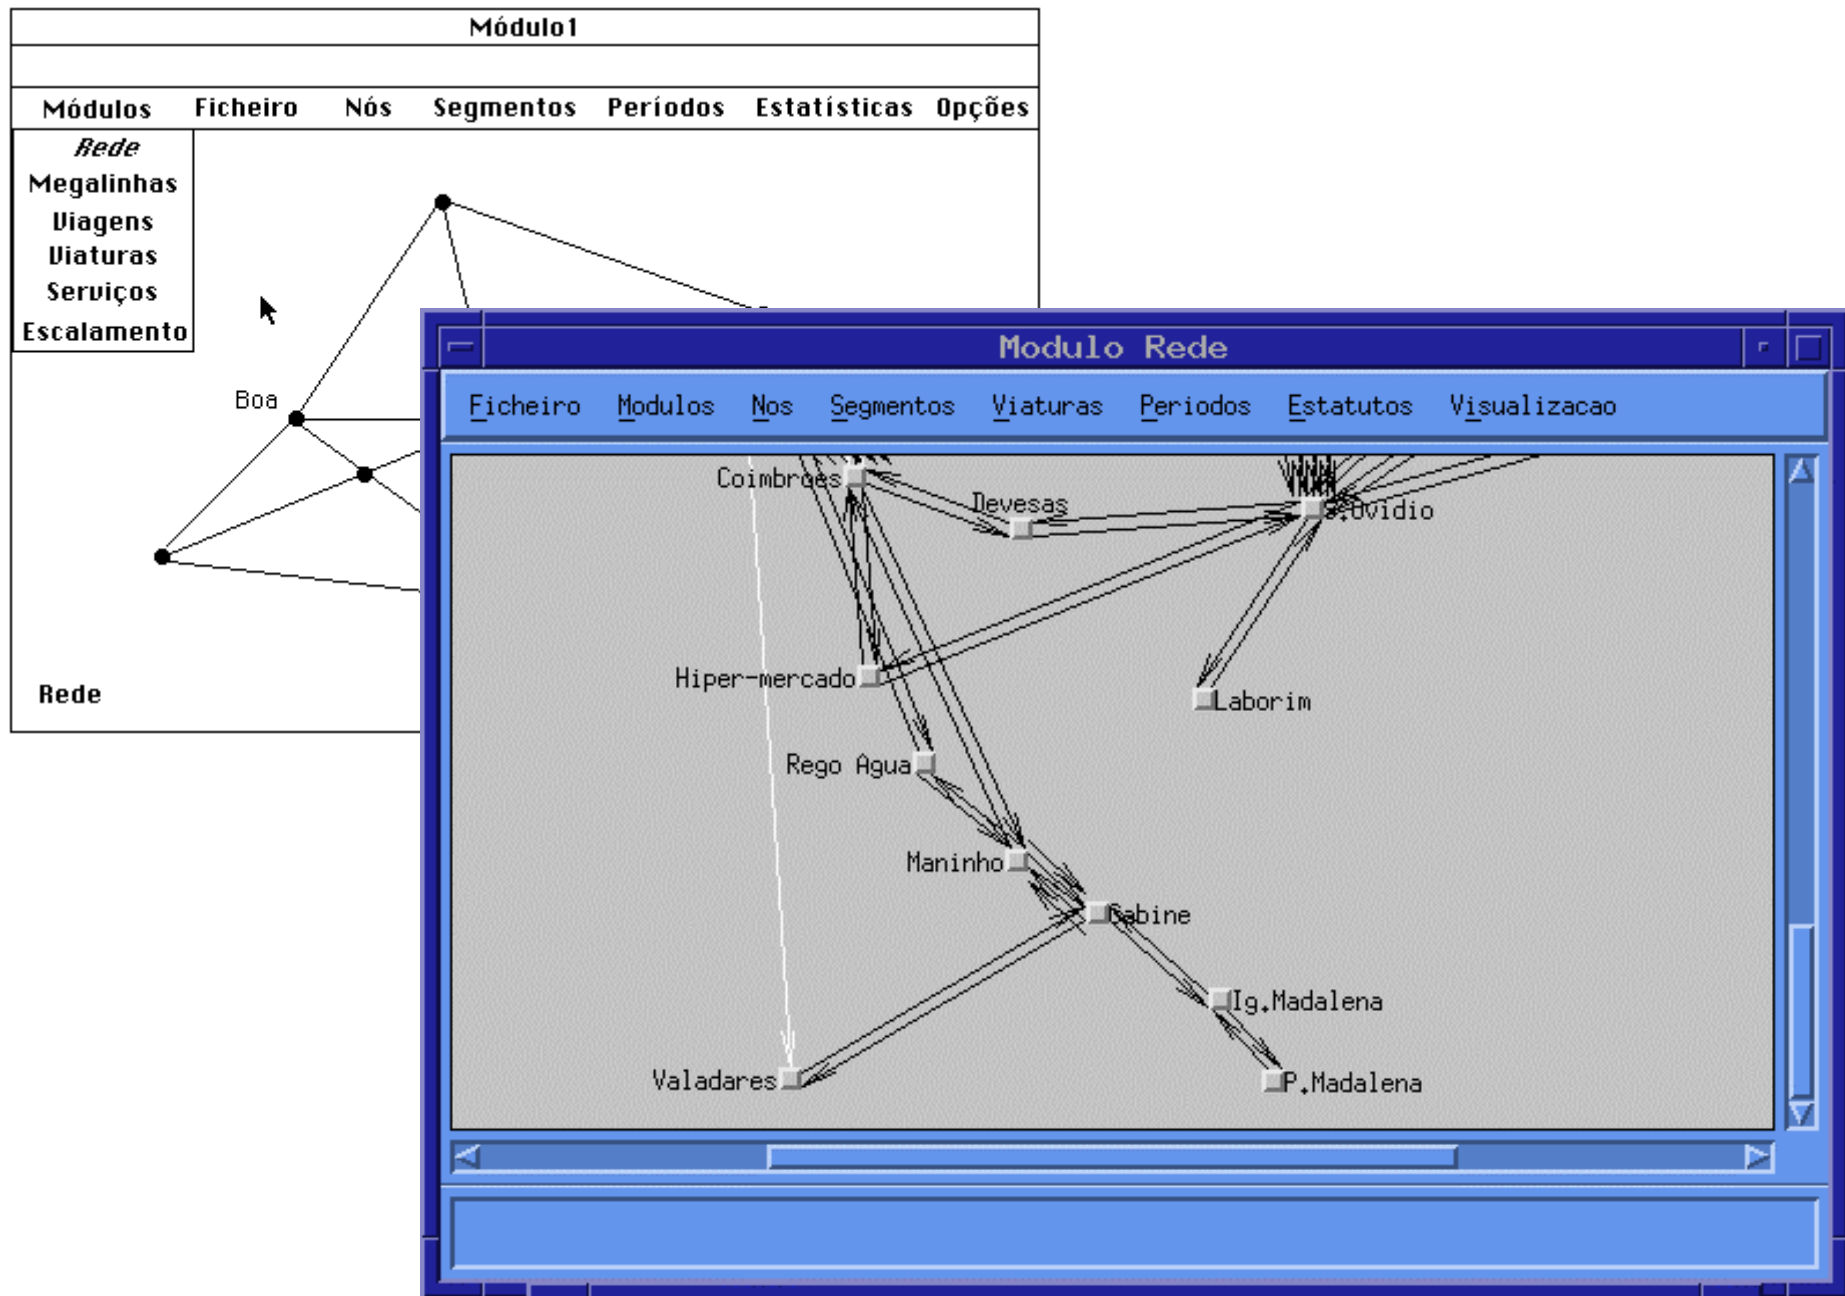 Módulo1
Módulos Ficheiro Nós Segmentos Períodos Estatísticas Opções
Rede
Megalinhas
Viagens
Viaturas
Serviços
Escalamento
Boa
Rede
Modulo Rede
Ficheiro Modulos Nos Segmentos Viaturas Periodos Estatutos Visualizacao
Coimbroes
Devesas
S.Ovidio
Hiper-mercado
Laborim
Rego Agua
Maninho
Gabine
Ig.Madalena
Valadares
P.Madalena